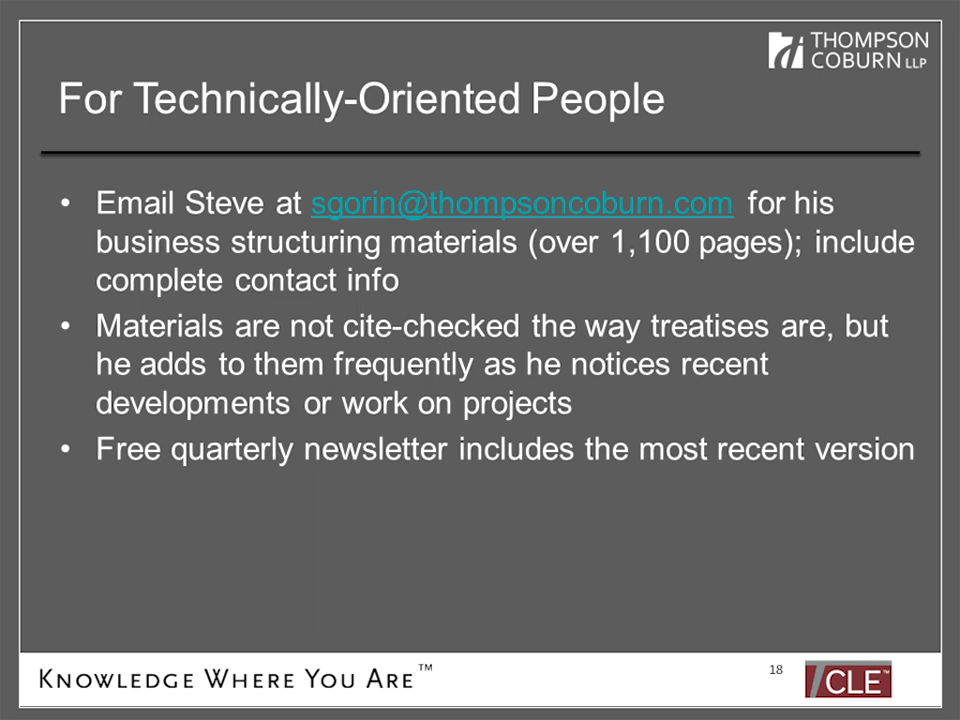 THOMPSON
COBURN LLP
For Technically-Oriented People
• Email Steve at sgorin@thompsoncoburn.com for his
business structuring materials (over 1,100 pages); include
complete contact info
• Materials are not cite-checked the way treatises are, but
he adds to them frequently as he notices recent
developments or work on projects
• Free quarterly newsletter includes the most recent version
KNOWLEDGE WHERE YOU ARE™
18
CLE™